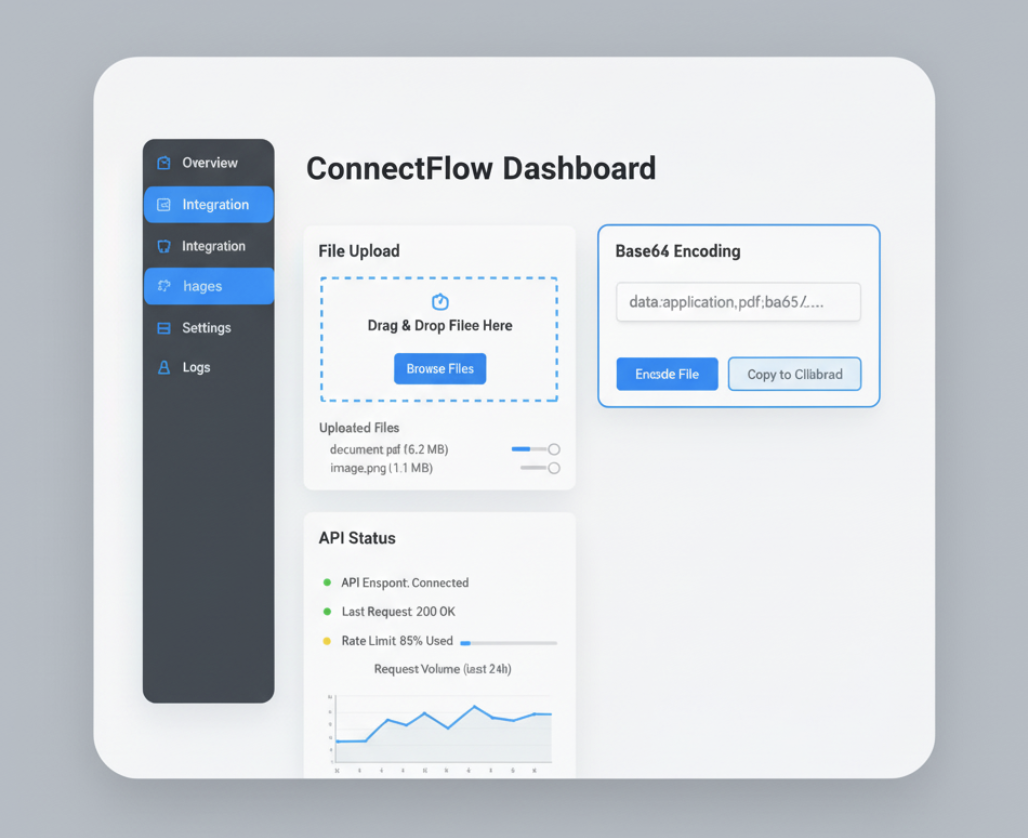 Overview
Integration
Integration
hages
Settings
Logs
ConnectFlow Dashboard
File Upload
Drag & Drop Filee Here
Browse Files
Uploaded Files
decument pdf (6.2 MB)
image.png (1.1 MB)
Base64 Encoding
data:application,pdf;ba65/....
Encsde File
Copy to Cllabrad
API Status
API Enspont. Connected
Last Request 200 OK
Rate Limit 85% Used
Request Volume (last 24h)